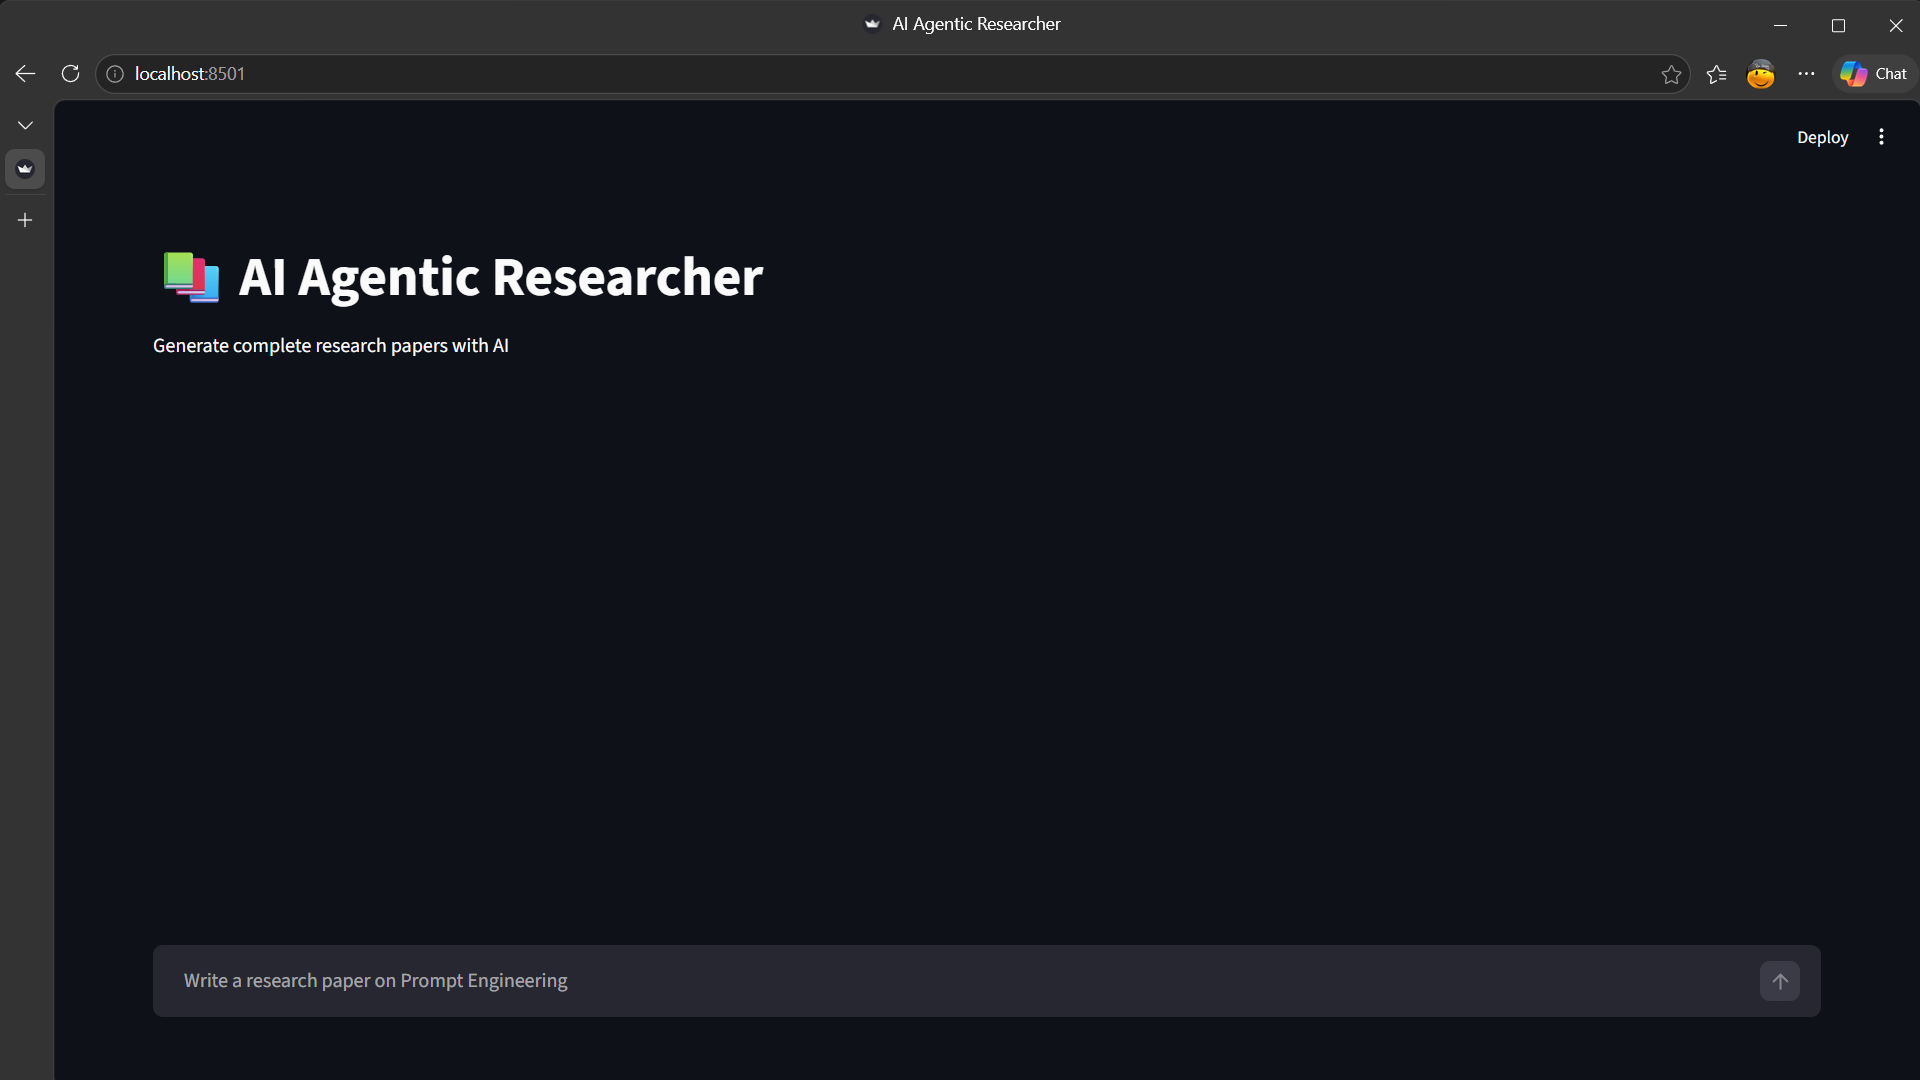 AI Agentic Researcher
localhost:8501
Chat
Deploy
AI Agentic Researcher
Generate complete research papers with AI
Write a research paper on Prompt Engineering